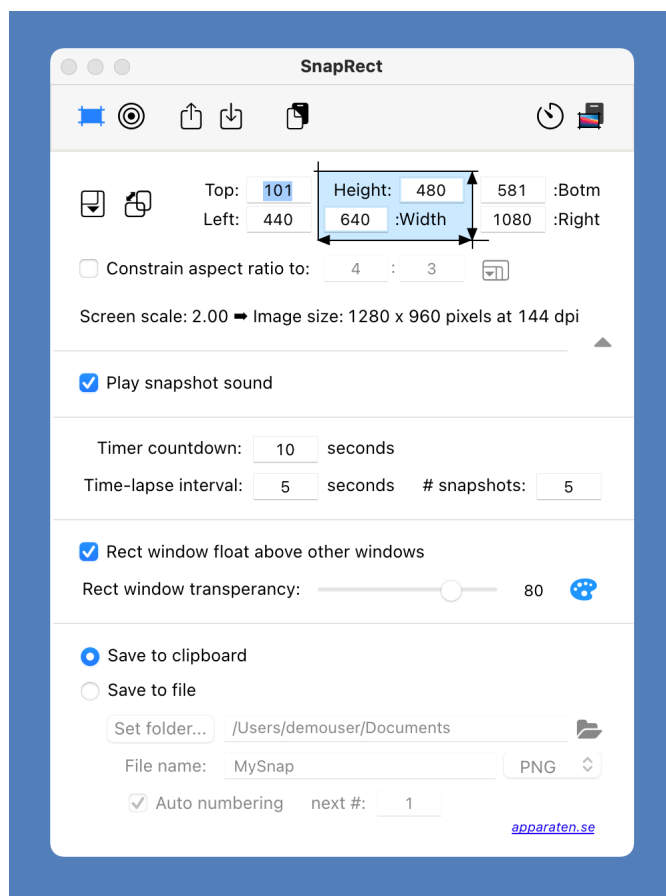 SnapRect
Top: 101 Height: 480 581 :Botm
Left: 440 640 :Width 1080 :Right
Constrain aspect ratio to: 4 : 3
Screen scale: 2.00 ➡ Image size: 1280 x 960 pixels at 144 dpi
Play snapshot sound
Timer countdown: 10 seconds
Time-lapse interval: 5 seconds # snapshots: 5
Rect window float above other windows
Rect window transperancy: 80
Save to clipboard
Save to file
Set folder... /Users/demouser/Documents
File name: MySnap PNG
Auto numbering next #: 1
apparaten.se